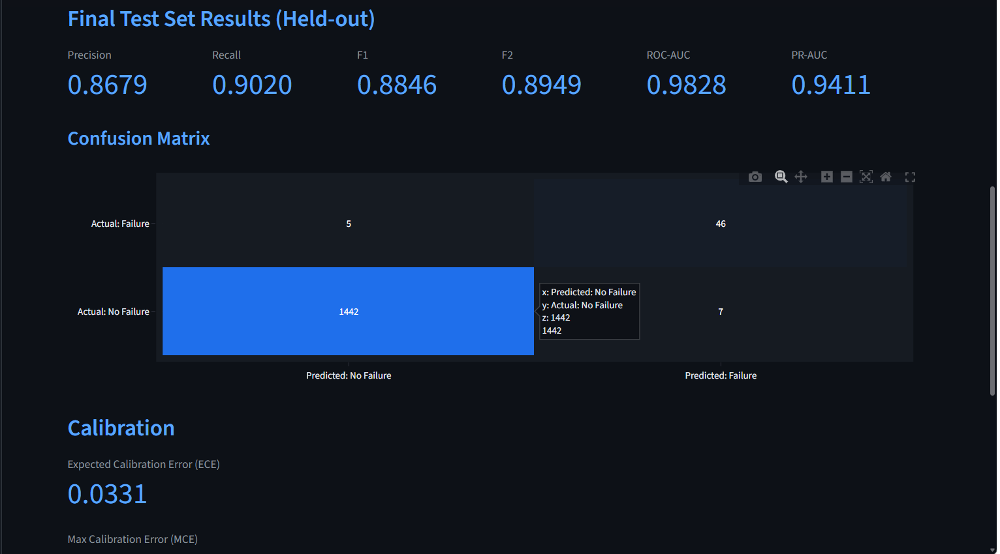 Final Test Set Results (Held-out)
Precision Recall F1 F2 ROC-AUC PR-AUC
0.8679 0.9020 0.8846 0.8949 0.9828 0.9411
Confusion Matrix
Actual: Failure 5 46
Actual: No Failure 1442 7
x: Predicted: No Failure
y: Actual: No Failure
z: 1442
1442
Predicted: No Failure Predicted: Failure
Calibration
Expected Calibration Error (ECE)
0.0331
Max Calibration Error (MCE)